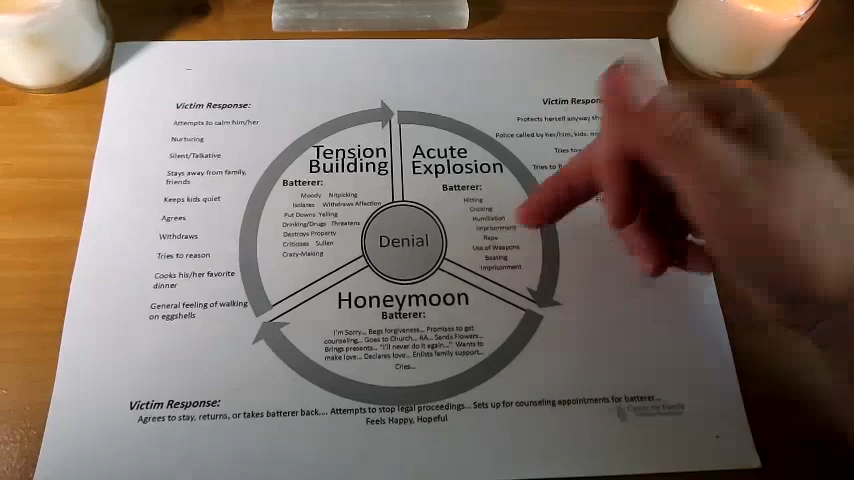 Victim Response:
Attempts to calm him/her
Nurturing
Silent/Talkative
Stays away from family,
friends
Keeps kids quiet
Agrees
Withdraws
Tries to reason
Cooks his/her favorite
dinner
General feeling of walking
on eggshells
Tension
Building
Batterer:
Moody Nitpicking
Isolates Withdraws Affection
Put Downs Yelling
Drinking/Drugs Threatens
Destroys Property
Criticizes Sullen
Crazy-Making
Acute
Explosion
Batterer:
Hitting
Choking
Humiliation
Imprisonment
Rape
Use of Weapons
Beating
Imprisonment
Victim
Protects herself anyway
Police called by her/him, kids,
Tries to
Tries to
Denial
Honeymoon
Batterer:
I'm Sorry... Begs forgiveness... Promises to get
counseling... Goes to Church... AA... Sends Flowers...
Brings presents... "I'll never do it again..." Wants to
make love... Declares love... Enlists family support...
Cries...
Victim Response:
Agrees to stay, returns, or takes batterer back.... Attempts to stop legal proceedings... Sets up for counseling appointments for batterer...
Feels Happy, Hopeful
Center for Family